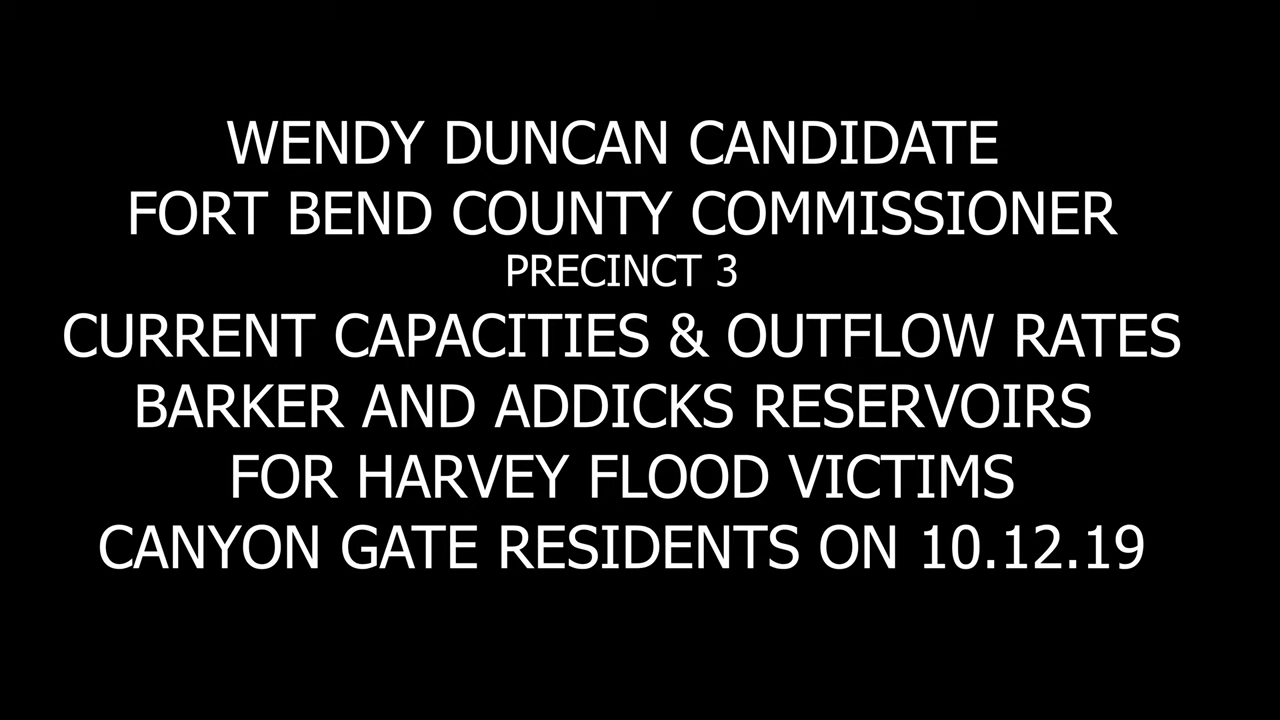 WENDY DUNCAN CANDIDATE
FORT BEND COUNTY COMMISSIONER
PRECINCT 3
CURRENT CAPACITIES & OUTFLOW RATES
BARKER AND ADDICKS RESERVOIRS
FOR HARVEY FLOOD VICTIMS
CANYON GATE RESIDENTS ON 10.12.19